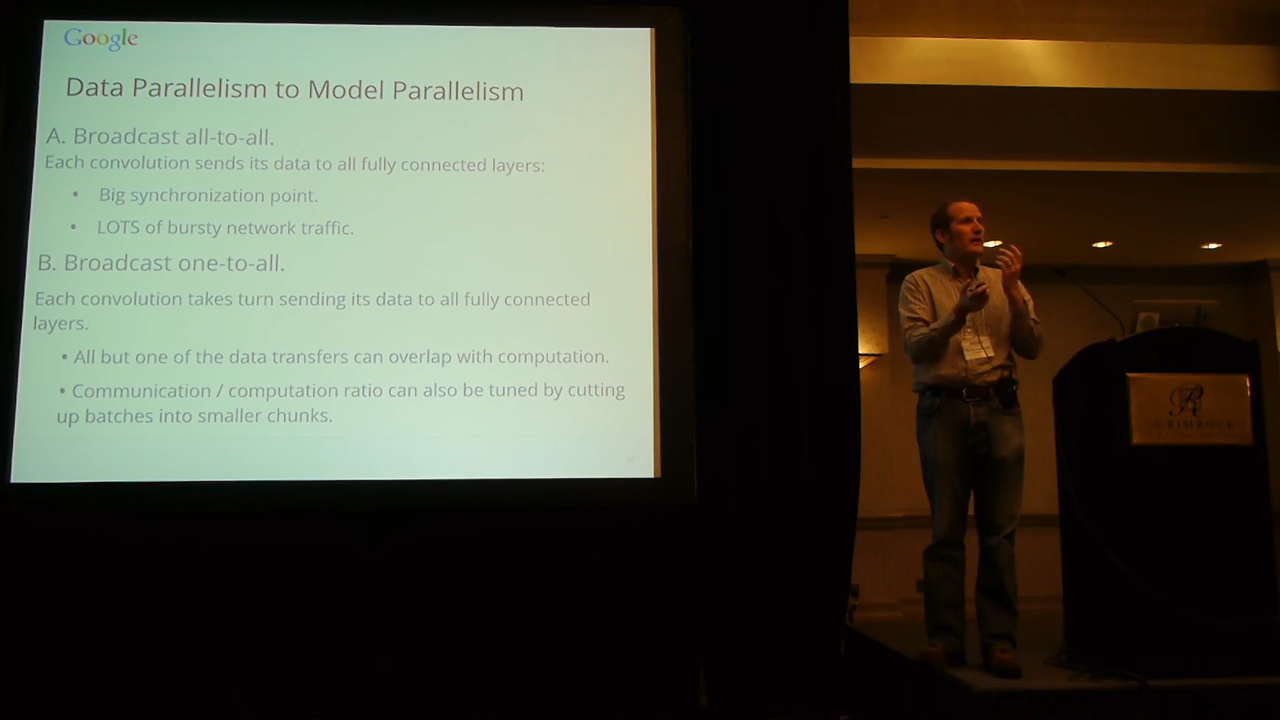 Google
Data Parallelism to Model Parallelism
A. Broadcast all-to-all.
Each convolution sends its data to all fully connected layers:
• Big synchronization point.
• LOTS of bursty network traffic.
B. Broadcast one-to-all.
Each convolution takes turn sending its data to all fully connected
layers.
• All but one of the data transfers can overlap with computation.
• Communication / computation ratio can also be tuned by cutting
up batches into smaller chunks.
R
RIMROCK